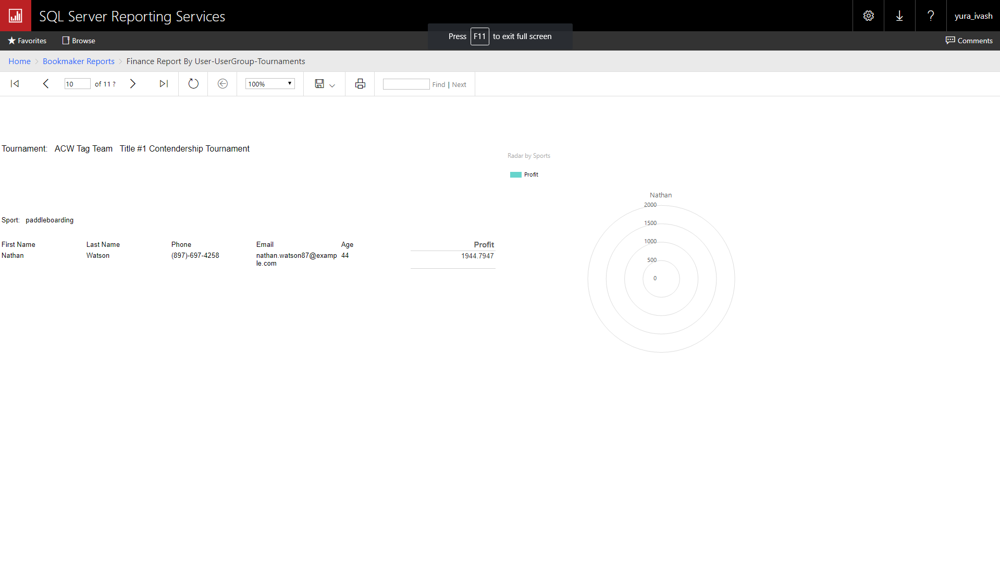 SQL Server Reporting Services
yura_ivash
Press F11 to exit full screen
Favorites Browse Comments
Home > Bookmaker Reports > Finance Report By User-UserGroup-Tournaments
10 of 11 ? 100% Find | Next
Tournament: ACW Tag Team Title #1 Contendership Tournament
Radar by Sports
Profit
Nathan
2000
1500
1000
500
0
Sport: paddleboarding
First Name Last Name Phone Email Age Profit
Nathan Watson (897)-697-4258 nathan.watson87@examp 44 1944.7947
le.com